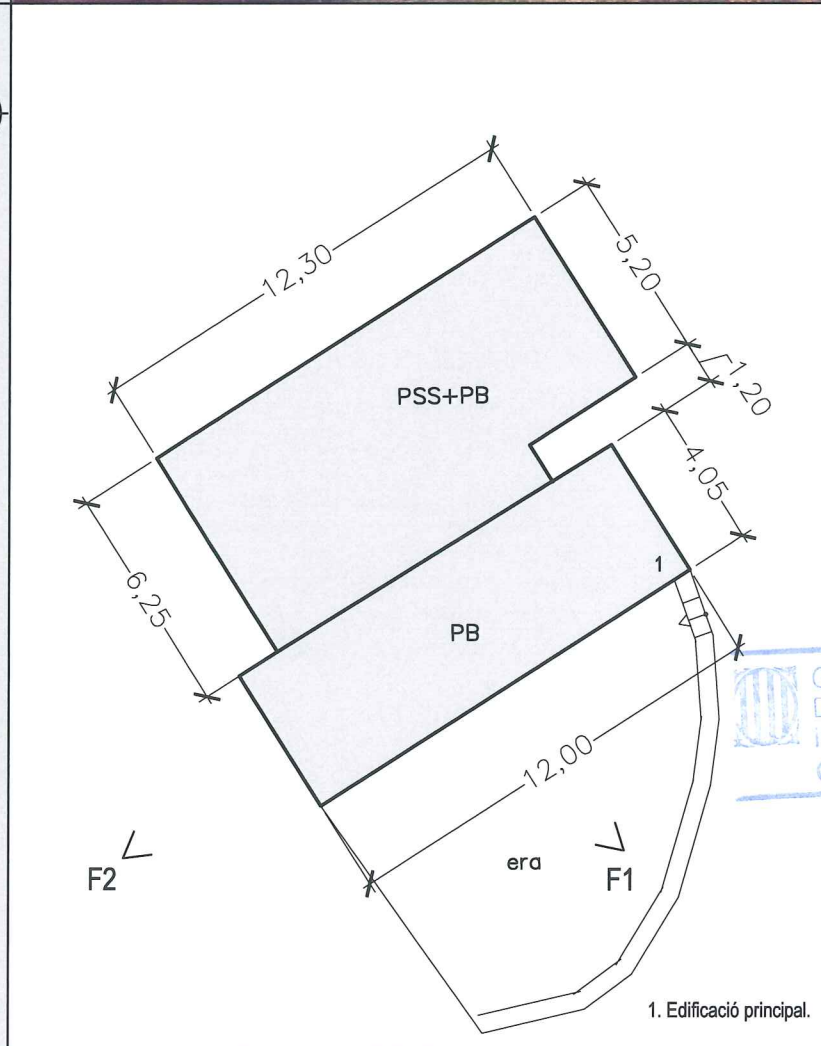 12,30
5,20
1,20
PSS+PB
4,05
6,25
1
PB
12,00
era
F2
F1
1. Edificació principal.